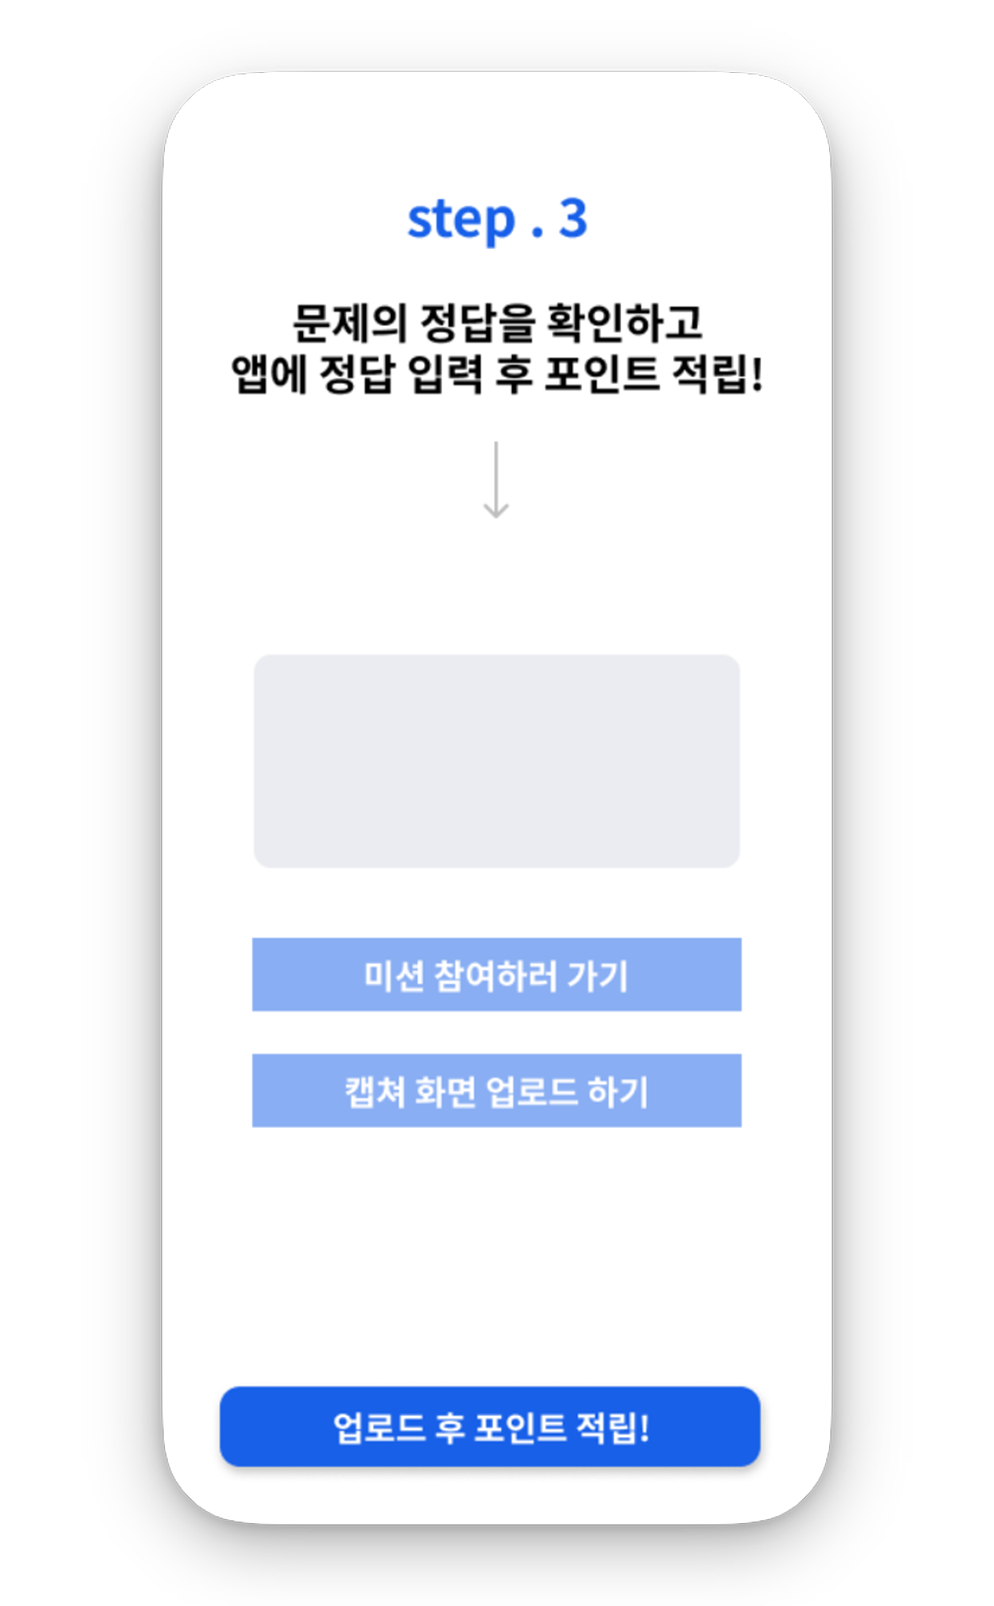 step . 3
문제의 정답을 확인하고
앱에 정답 입력 후 포인트 적립!
미션 참여하러 가기
캡쳐 화면 업로드 하기
업로드 후 포인트 적립!